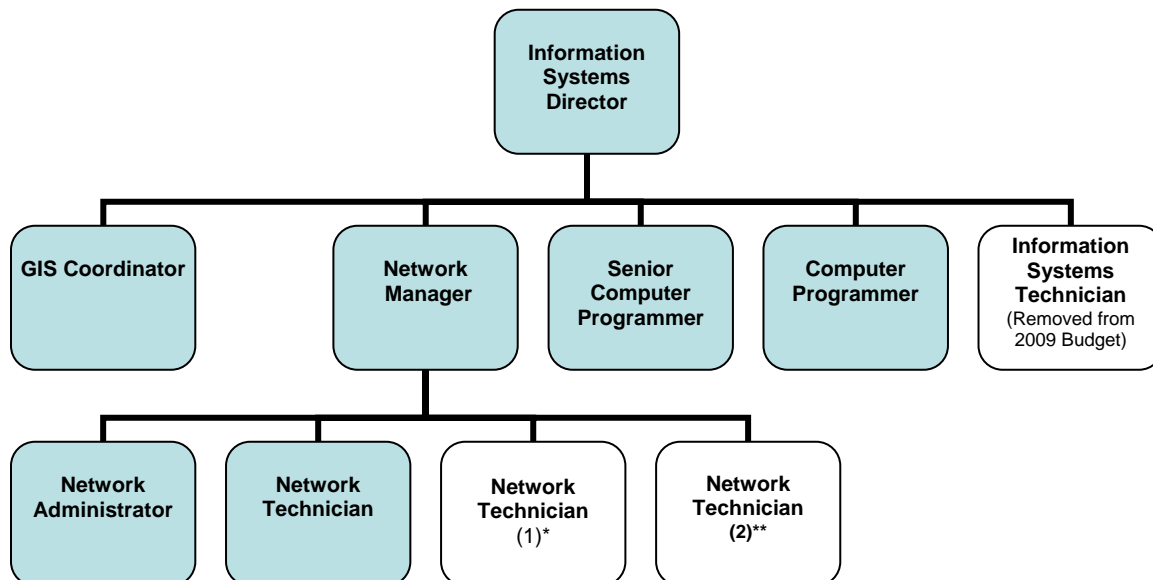 Information
Systems
Director
GIS Coordinator
Network
Manager
Senior
Computer
Programmer
Computer
Programmer
Information
Systems
Technician
(Removed from
2009 Budget)
Network
Administrator
Network
Technician
Network
Technician
(1)*
Network
Technician
(2)**